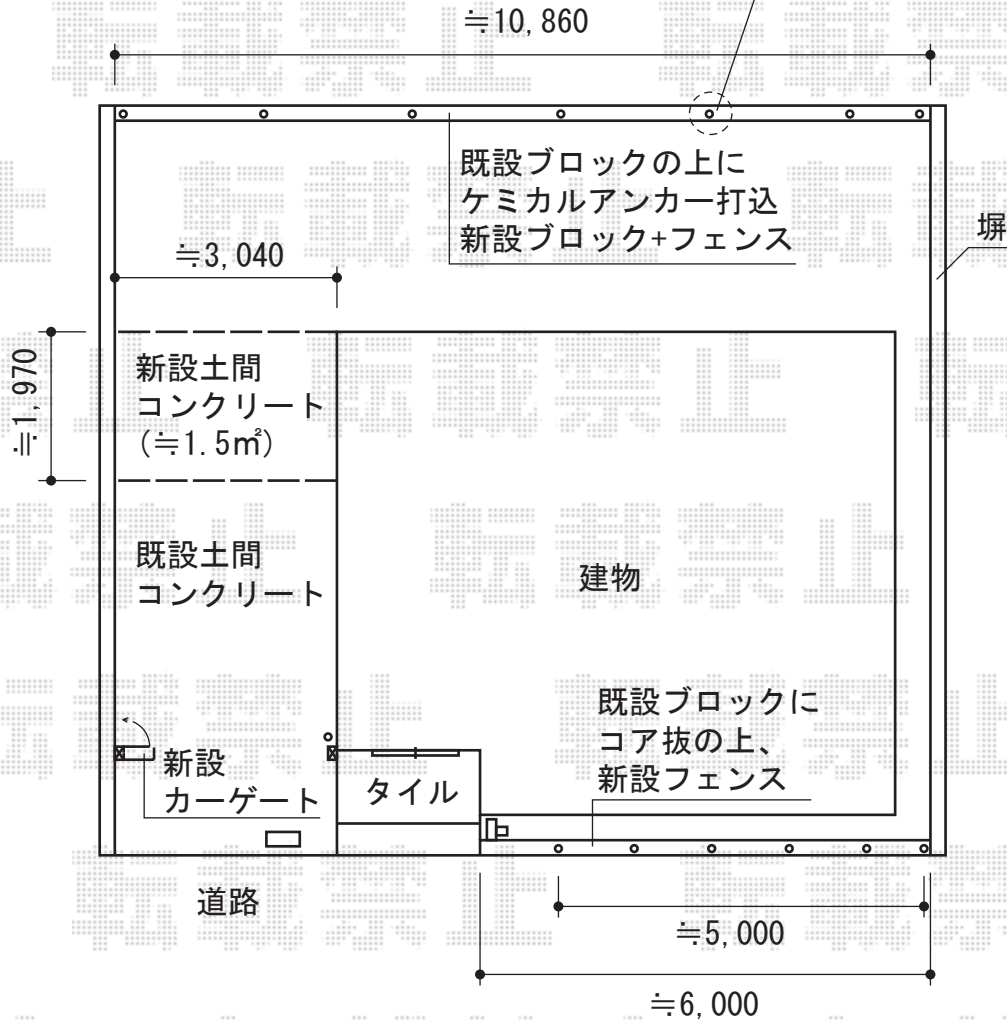 ≒10,860
既設ブロックの上に
ケミカルアンカー打込
新設ブロック+フェンス
塀
≒3,040
≒1,970
新設土間
コンクリート
(≒1.5㎡)
既設土間
コンクリート
建物
既設ブロックに
コア抜の上、
新設フェンス
新設
カーゲート
タイル
道路
≒5,000
≒6,000
転載禁止